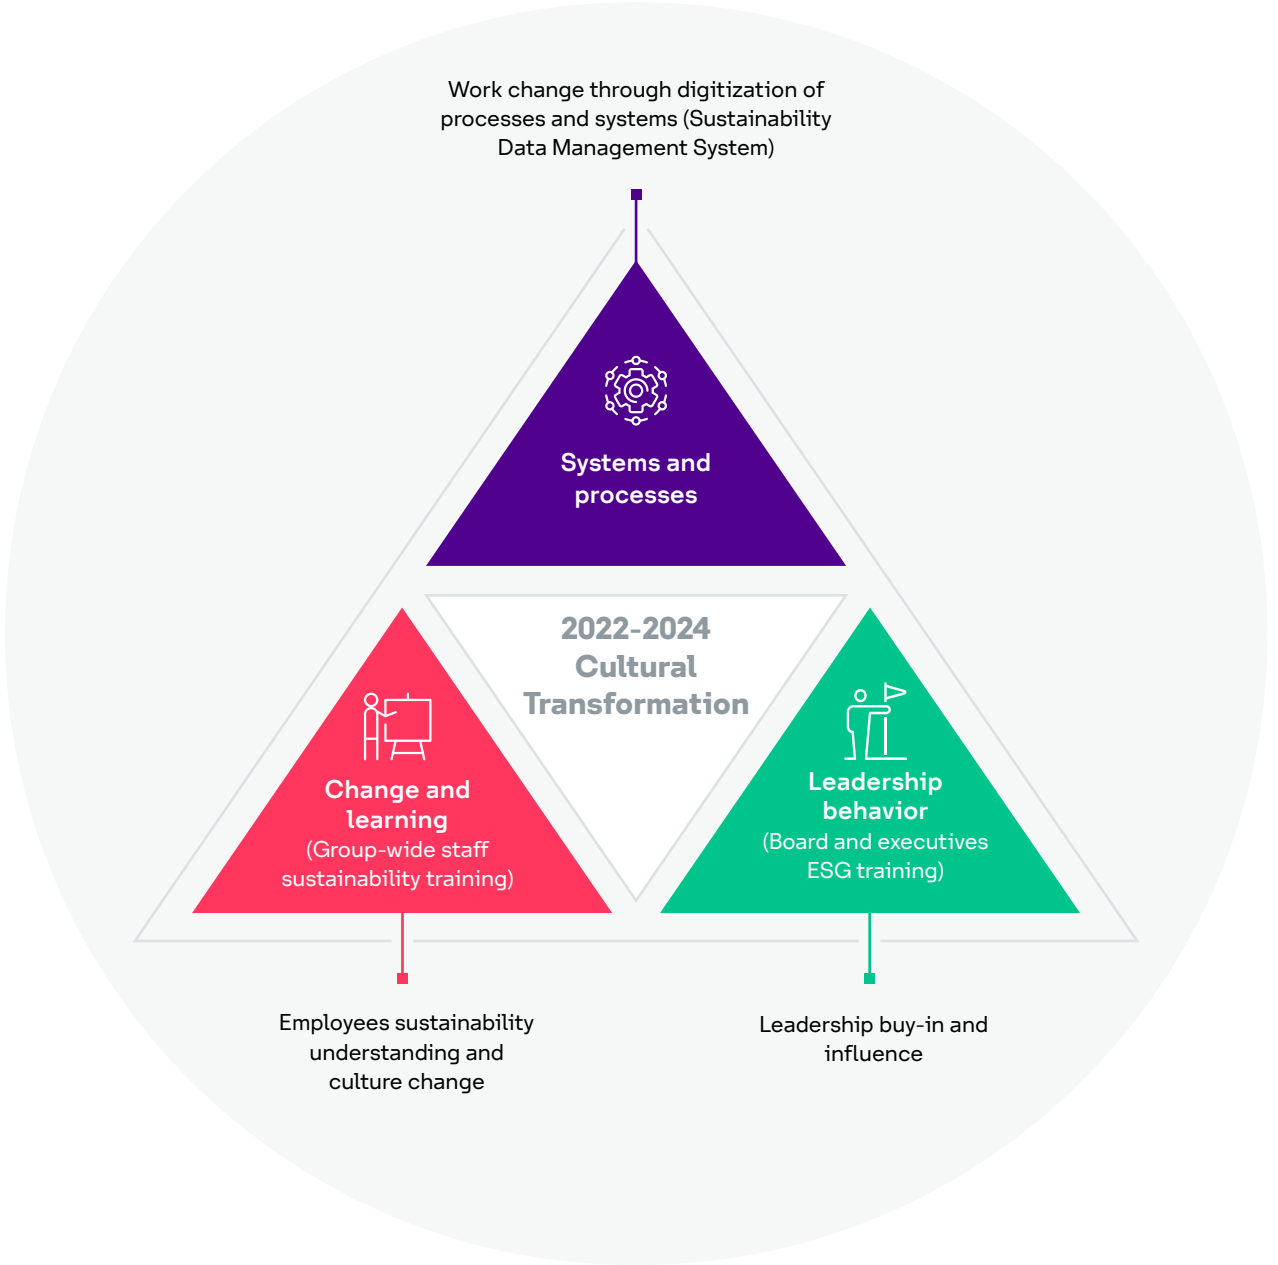 Work change through digitization of
processes and systems (Sustainability
Data Management System)
Systems and
processes
2022-2024
Cultural
Transformation
Change and
learning
(Group-wide staff
sustainability training)
Leadership
behavior
(Board and executives
ESG training)
Employees sustainability
understanding and
culture change
Leadership buy-in and
influence